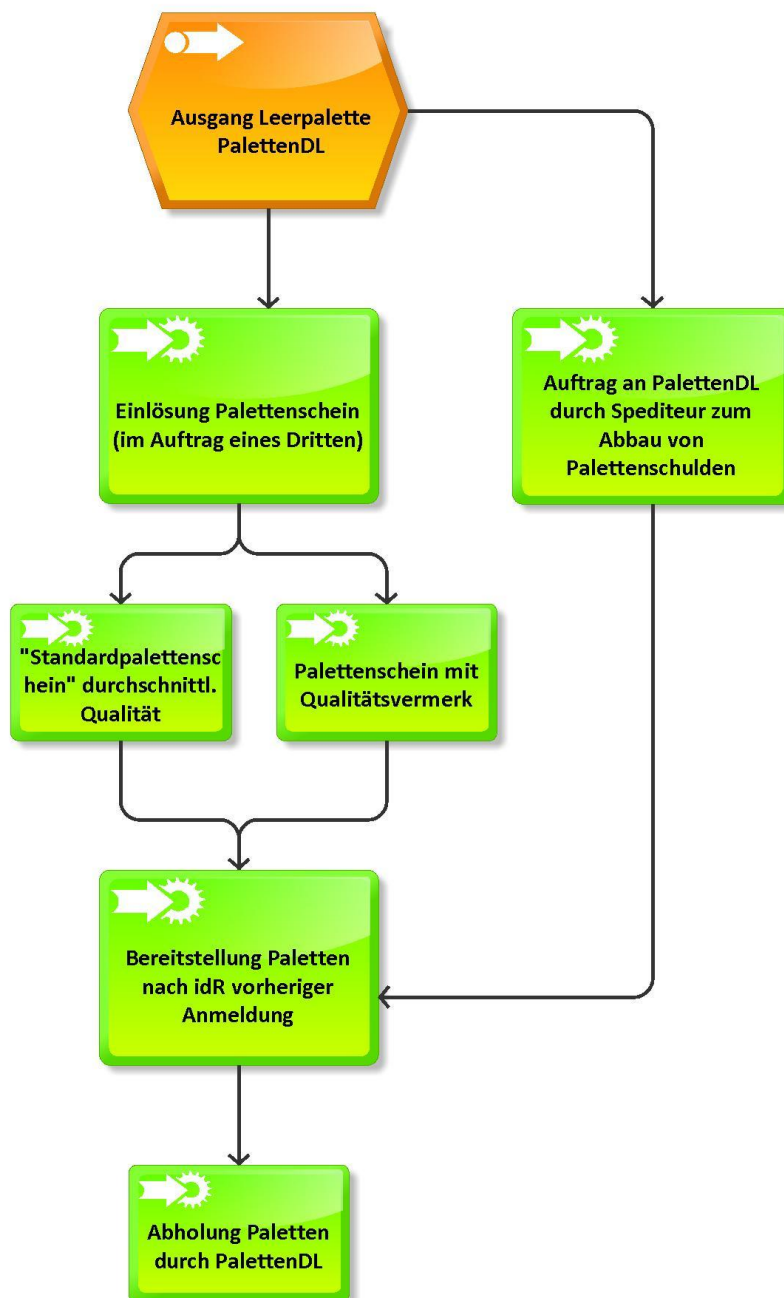 Ausgang Leerpalette
PalettenDL
Einlösung Palettenschein
(im Auftrag eines Dritten)
Auftrag an PalettenDL
durch Spediteur zum
Abbau von
Palettenschulden
"Standardpalettensc
hein" durchschnittl.
Qualität
Palettenschein mit
Qualitätsvermerk
Bereitstellung Paletten
nach idR vorheriger
Anmeldung
Abholung Paletten
durch PalettenDL